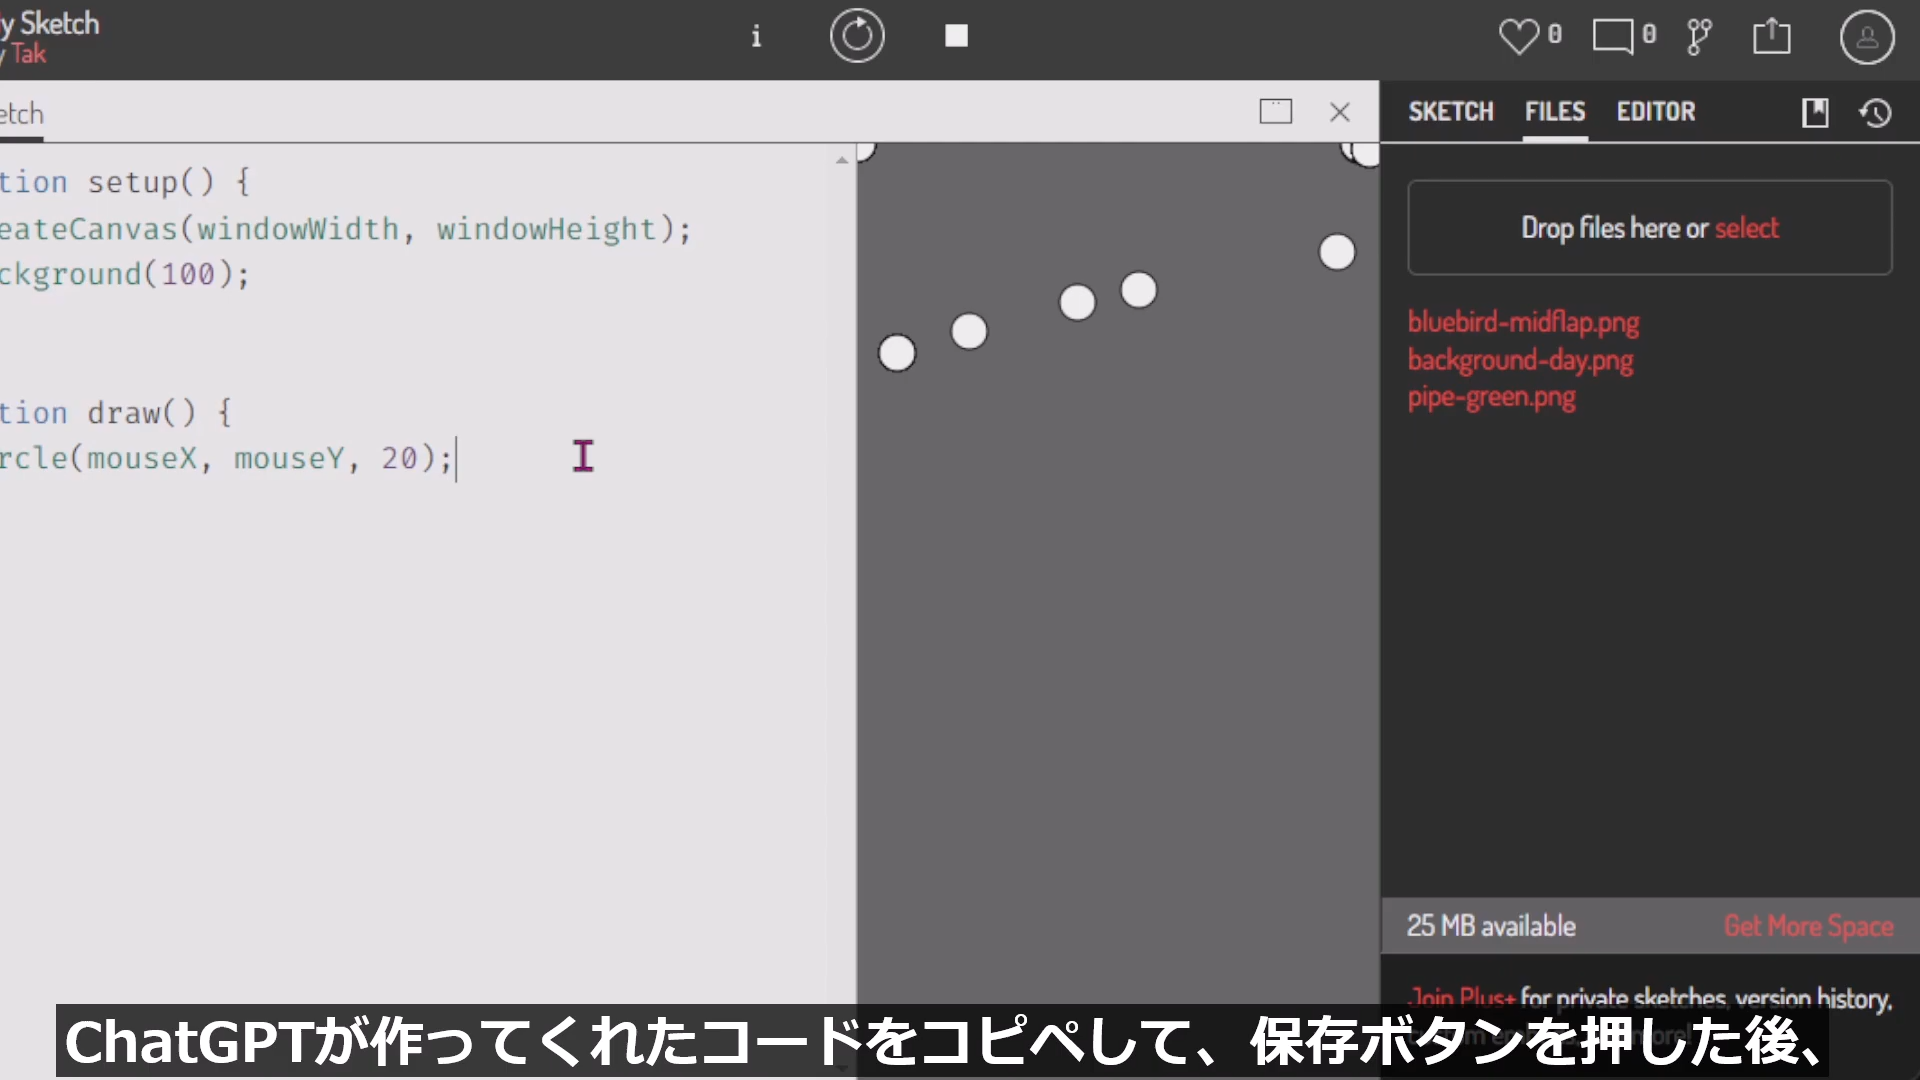 y Sketch
y Tak
i
0
0
etch
SKETCH FILES EDITOR
tion setup() {
eateCanvas(windowWidth, windowHeight);
ckground(100);
tion draw() {
rcle(mouseX, mouseY, 20);
Drop files here or select
bluebird-midflap.png
background-day.png
pipe-green.png
25 MB available
Get More Space
Join Plus+ for private sketches, version history,
ChatGPTが作ってくれたコードをコピペして、保存ボタンを押した後、